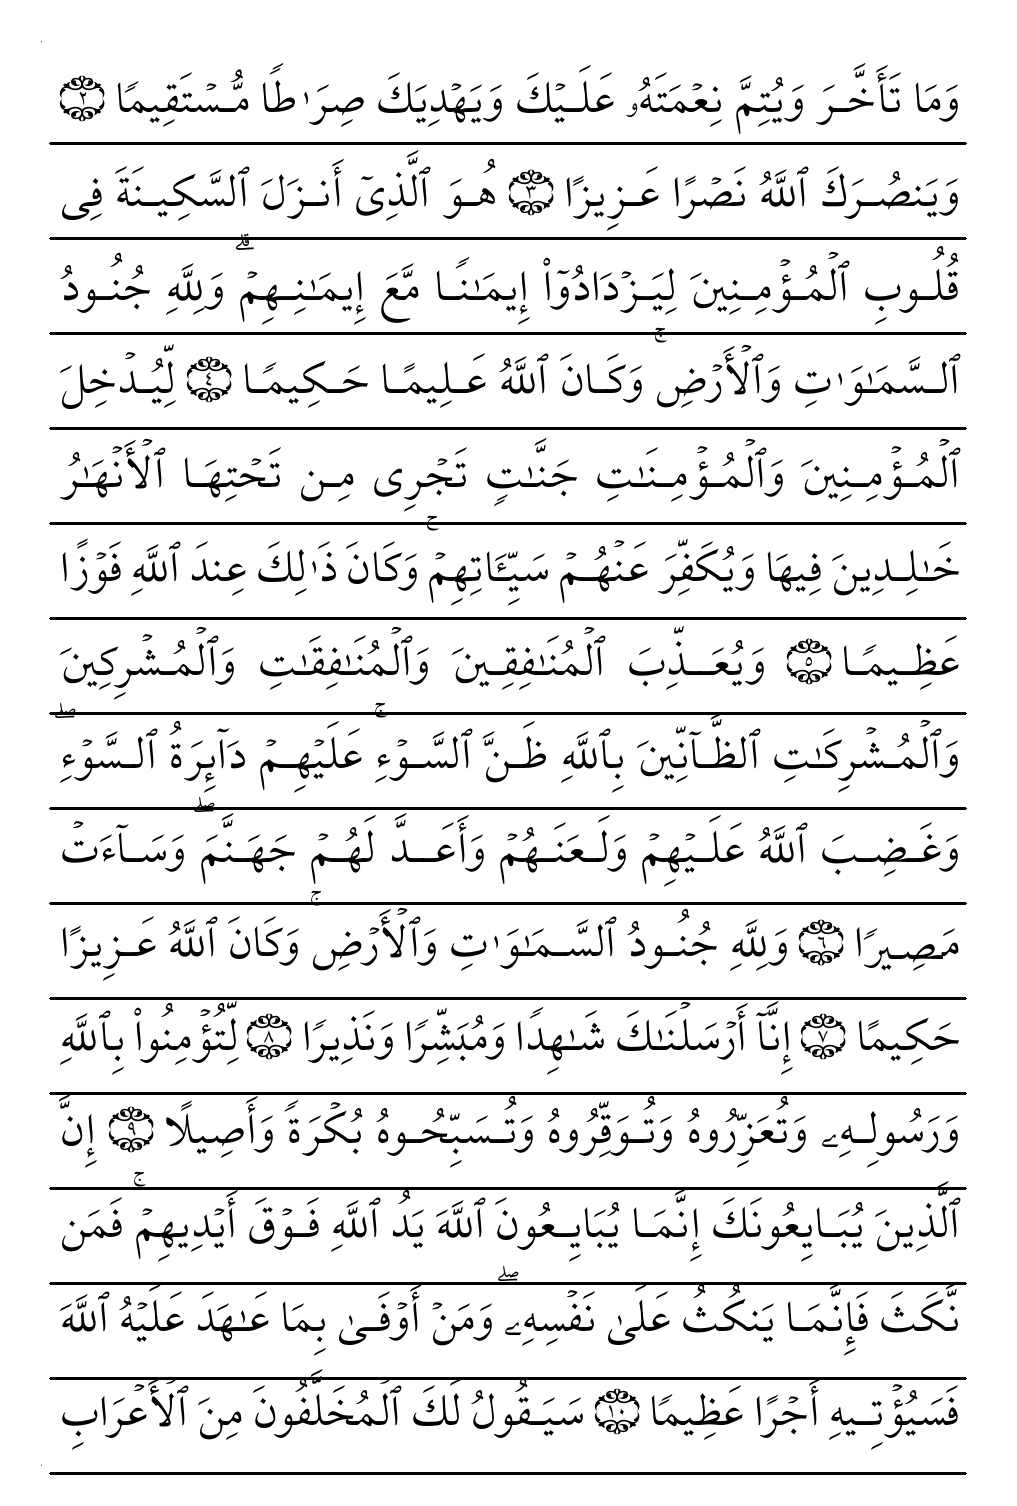 وَمَا تَأَخَّرَ وَيُتِمَّ نِعۡمَتَهُۥ عَلَيۡكَ وَيَهۡدِيَكَ صِرَٰطٗا مُّسۡتَقِيمٗا ٢
وَيَنصُرَكَ ٱللَّهُ نَصۡرًا عَزِيزًا ٣ هُوَ ٱلَّذِيٓ أَنزَلَ ٱلسَّكِينَةَ فِي
قُلُوبِ ٱلۡمُؤۡمِنِينَ لِيَزۡدَادُوٓاْ إِيمَٰنٗا مَّعَ إِيمَٰنِهِمۡۗ وَلِلَّهِ جُنُودُ
ٱلسَّمَٰوَٰتِ وَٱلۡأَرۡضِۚ وَكَانَ ٱللَّهُ عَلِيمًا حَكِيمٗا ٤ لِّيُدۡخِلَ
ٱلۡمُؤۡمِنِينَ وَٱلۡمُؤۡمِنَٰتِ جَنَّٰتٖ تَجۡرِي مِن تَحۡتِهَا ٱلۡأَنۡهَٰرُ
خَٰلِدِينَ فِيهَا وَيُكَفِّرَ عَنۡهُمۡ سَيِّـَٔاتِهِمۡۚ وَكَانَ ذَٰلِكَ عِندَ ٱللَّهِ فَوۡزًا
عَظِيمٗا ٥ وَيُعَذِّبَ ٱلۡمُنَٰفِقِينَ وَٱلۡمُنَٰفِقَٰتِ وَٱلۡمُشۡرِكِينَ
وَٱلۡمُشۡرِكَٰتِ ٱلظَّآنِّينَ بِٱللَّهِ ظَنَّ ٱلسَّوۡءِۚ عَلَيۡهِمۡ دَآئِرَةُ ٱلسَّوۡءِۖ
وَغَضِبَ ٱللَّهُ عَلَيۡهِمۡ وَلَعَنَهُمۡ وَأَعَدَّ لَهُمۡ جَهَنَّمَۖ وَسَآءَتۡ
مَصِيرٗا ٦ وَلِلَّهِ جُنُودُ ٱلسَّمَٰوَٰتِ وَٱلۡأَرۡضِۚ وَكَانَ ٱللَّهُ عَزِيزًا
حَكِيمًا ٧ إِنَّآ أَرۡسَلۡنَٰكَ شَٰهِدٗا وَمُبَشِّرٗا وَنَذِيرٗا ٨ لِّتُؤۡمِنُواْ بِٱللَّهِ
وَرَسُولِهِۦ وَتُعَزِّرُوهُ وَتُوَقِّرُوهُ وَتُسَبِّحُوهُ بُكۡرَةٗ وَأَصِيلًا ٩ إِنَّ
ٱلَّذِينَ يُبَايِعُونَكَ إِنَّمَا يُبَايِعُونَ ٱللَّهَ يَدُ ٱللَّهِ فَوۡقَ أَيۡدِيهِمۡۚ فَمَن
نَّكَثَ فَإِنَّمَا يَنكُثُ عَلَىٰ نَفۡسِهِۦۖ وَمَنۡ أَوۡفَىٰ بِمَا عَٰهَدَ عَلَيۡهُ ٱللَّهَ
فَسَيُؤۡتِيهِ أَجۡرًا عَظِيمٗا ١٠ سَيَقُولُ لَكَ ٱلۡمُخَلَّفُونَ مِنَ ٱلۡأَعۡرَابِ